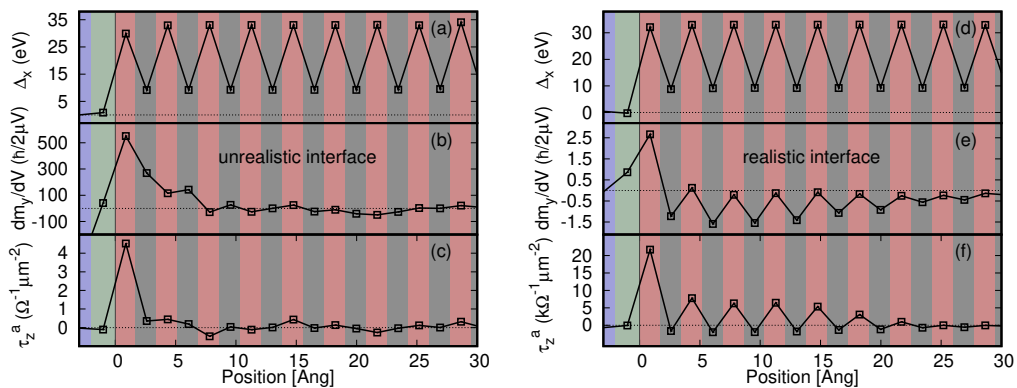 Δx (eV)
35
25
15
5
(a)
dmy/dV (ħ/2μV)
500
300
100
-100
unrealistic interface
(b)
τzᵃ (Ω⁻¹μm⁻²)
4
3
2
1
0
(c)
0 5 10 15 20 25 30
Position [Ang]
Δx (eV)
30
20
10
0
(d)
dmy/dV (ħ/2μV)
2.5
1.5
0.5
-0.5
-1.5
realistic interface
(e)
τzᵃ (kΩ⁻¹μm⁻²)
20
15
10
5
0
(f)
0 5 10 15 20 25 30
Position [Ang]